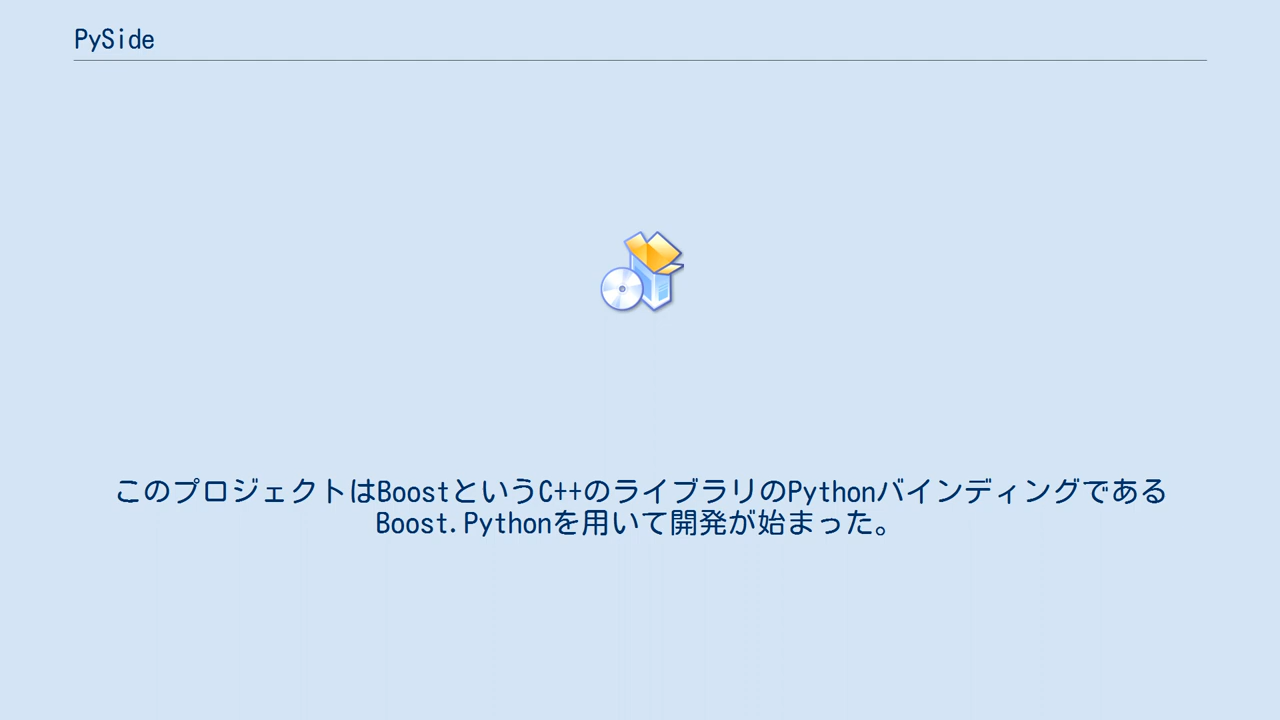 PySide
このプロジェクトはBoostというC++のライブラリのPythonバインディングである
Boost.Pythonを用いて開発が始まった。